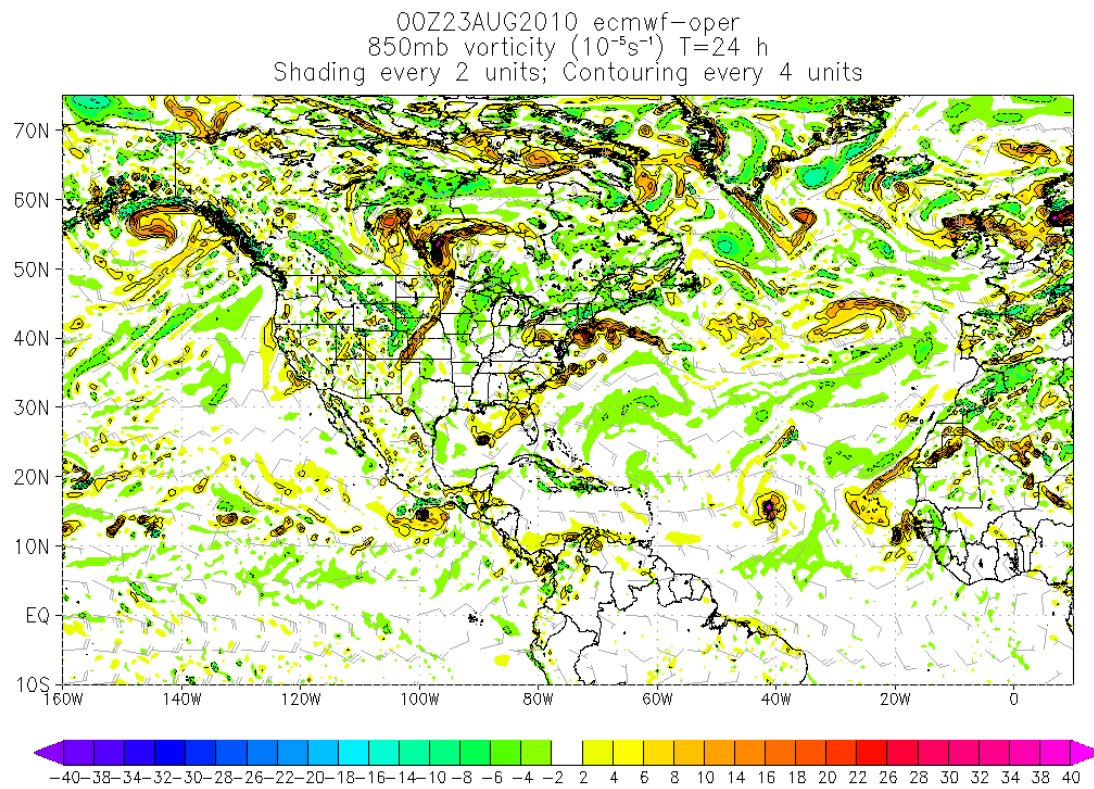 00Z23AUG2010 ecmwf-oper
850mb vorticity (10⁻⁵s⁻¹) T=24 h
Shading every 2 units; Contouring every 4 units
70N
60N
50N
40N
30N
20N
10N
EQ
10S
160W 140W 120W 100W 80W 60W 40W 20W 0
-40 -38 -34 -32 -30 -28 -26 -22 -20 -18 -16 -14 -10 -8 -6 -4 -2 2 4 6 8 10 14 16 18 20 22 26 28 30 32 34 38 40